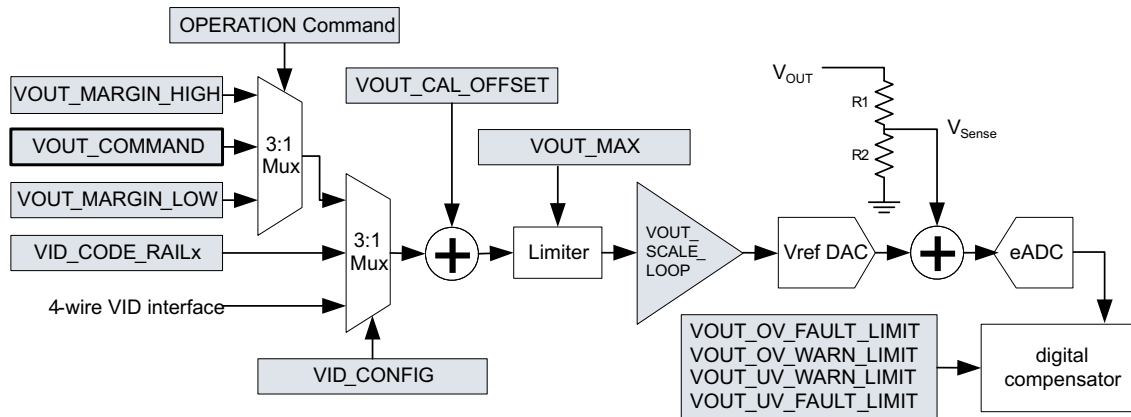 OPERATION Command
VOUT_MARGIN_HIGH
VOUT_COMMAND
VOUT_MARGIN_LOW
3:1
Mux
VOUT_CAL_OFFSET
VOUT_MAX
VID_CODE_RAILx
4-wire VID interface
3:1
Mux
VID_CONFIG
+
Limiter
VOUT_
SCALE_
LOOP
Vref DAC
VOUT
R1
R2
VSense
+
eADC
VOUT_OV_FAULT_LIMIT
VOUT_OV_WARN_LIMIT
VOUT_UV_WARN_LIMIT
VOUT_UV_FAULT_LIMIT
digital
compensator